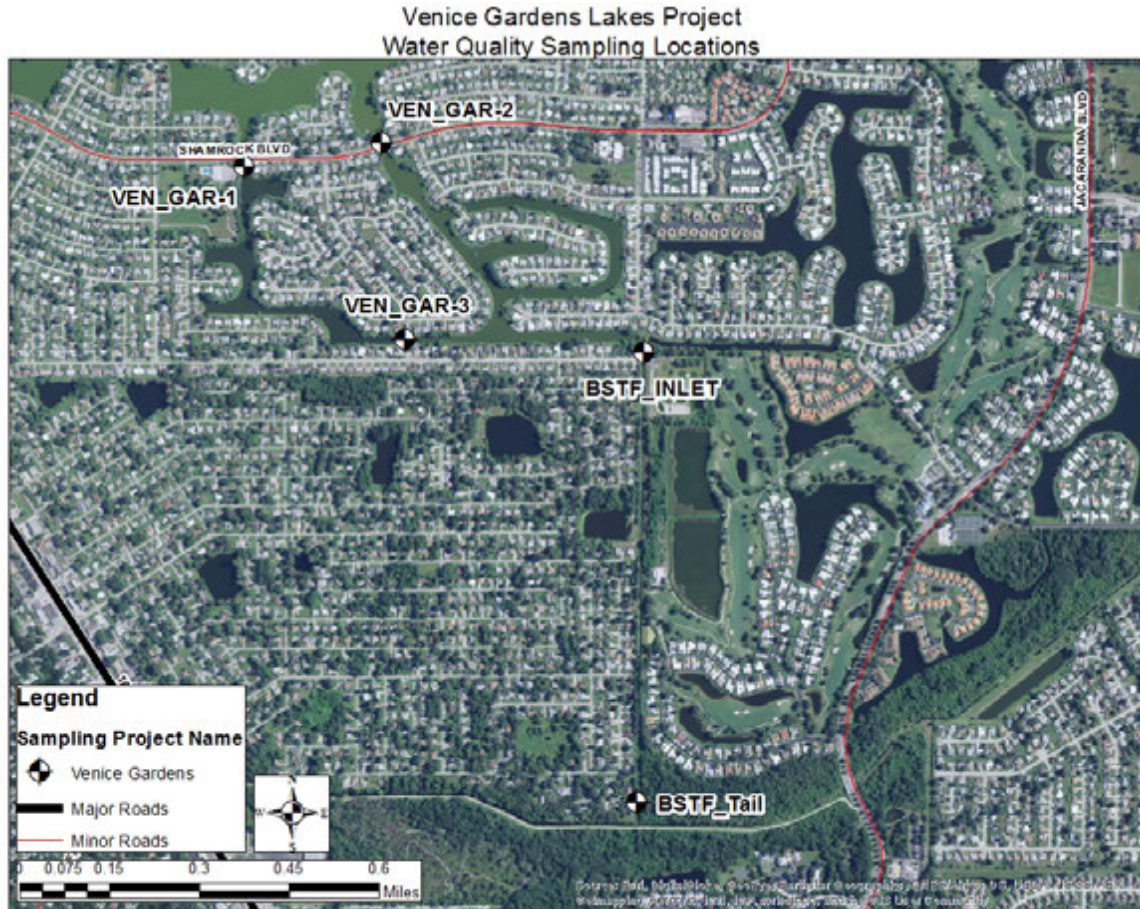 Venice Gardens Lakes Project
Water Quality Sampling Locations
VEN_GAR-2
SHAMROCK BLVD
JACARANDA BLVD
VEN_GAR-1
VEN_GAR-3
BSTF_INLET
Legend
Sampling Project Name
Venice Gardens
Major Roads
Minor Roads
N
W E
S
BSTF_Tail
0 0.075 0.15 0.3 0.45 0.6
Miles